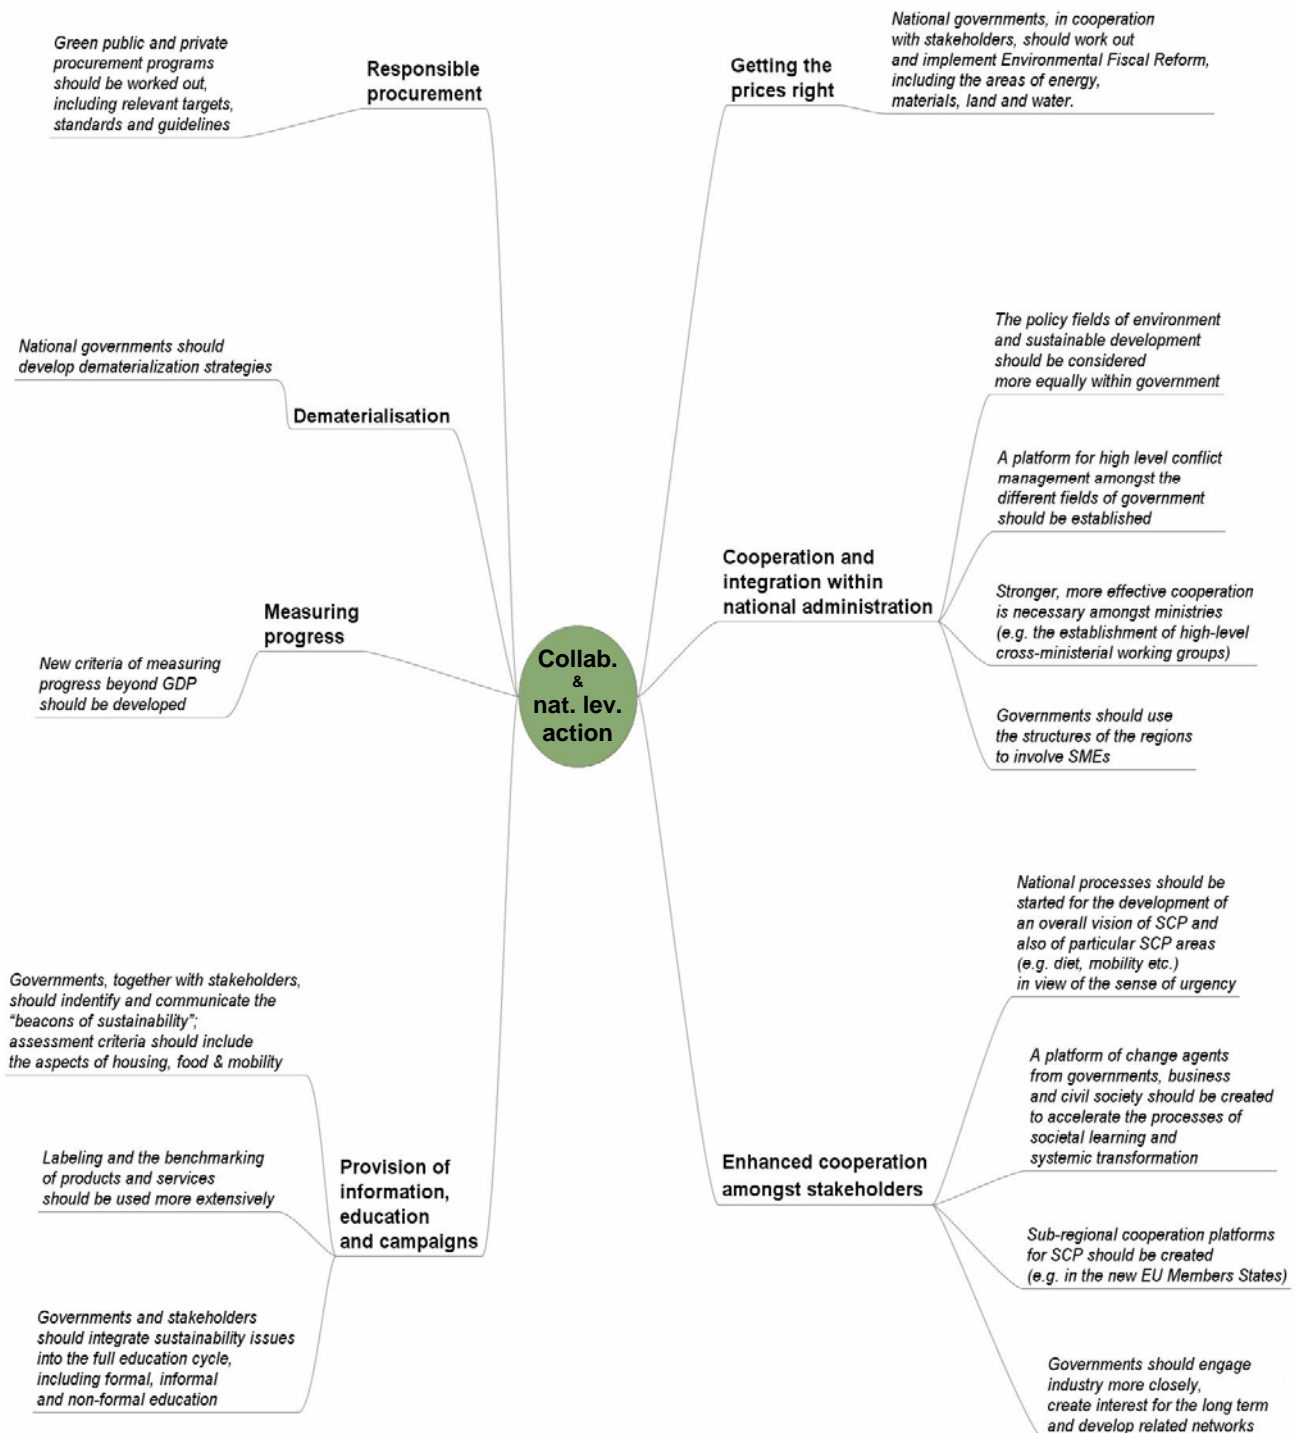 Green public and private
procurement programs
should be worked out,
including relevant targets,
standards and guidelines
Responsible
procurement
National governments should
develop dematerialization strategies
Dematerialisation
Measuring
progress
New criteria of measuring
progress beyond GDP
should be developed
Governments, together with stakeholders,
should indentify and communicate the
“beacons of sustainability”;
assessment criteria should include
the aspects of housing, food & mobility
Labeling and the benchmarking
of products and services
should be used more extensively
Provision of
information,
education
and campaigns
Governments and stakeholders
should integrate sustainability issues
into the full education cycle,
including formal, informal
and non-formal education
Collab.
&
nat. lev.
action
Getting the
prices right
National governments, in cooperation
with stakeholders, should work out
and implement Environmental Fiscal Reform,
including the areas of energy,
materials, land and water.
Cooperation and
integration within
national administration
The policy fields of environment
and sustainable development
should be considered
more equally within government
A platform for high level conflict
management amongst the
different fields of government
should be established
Stronger, more effective cooperation
is necessary amongst ministries
(e.g. the establishment of high-level
cross-ministerial working groups)
Governments should use
the structures of the regions
to involve SMEs
Enhanced cooperation
amongst stakeholders
National processes should be
started for the development of
an overall vision of SCP and
also of particular SCP areas
(e.g. diet, mobility etc.)
in view of the sense of urgency
A platform of change agents
from governments, business
and civil society should be created
to accelerate the processes of
societal learning and
systemic transformation
Sub-regional cooperation platforms
for SCP should be created
(e.g. in the new EU Members States)
Governments should engage
industry more closely,
create interest for the long term
and develop related networks